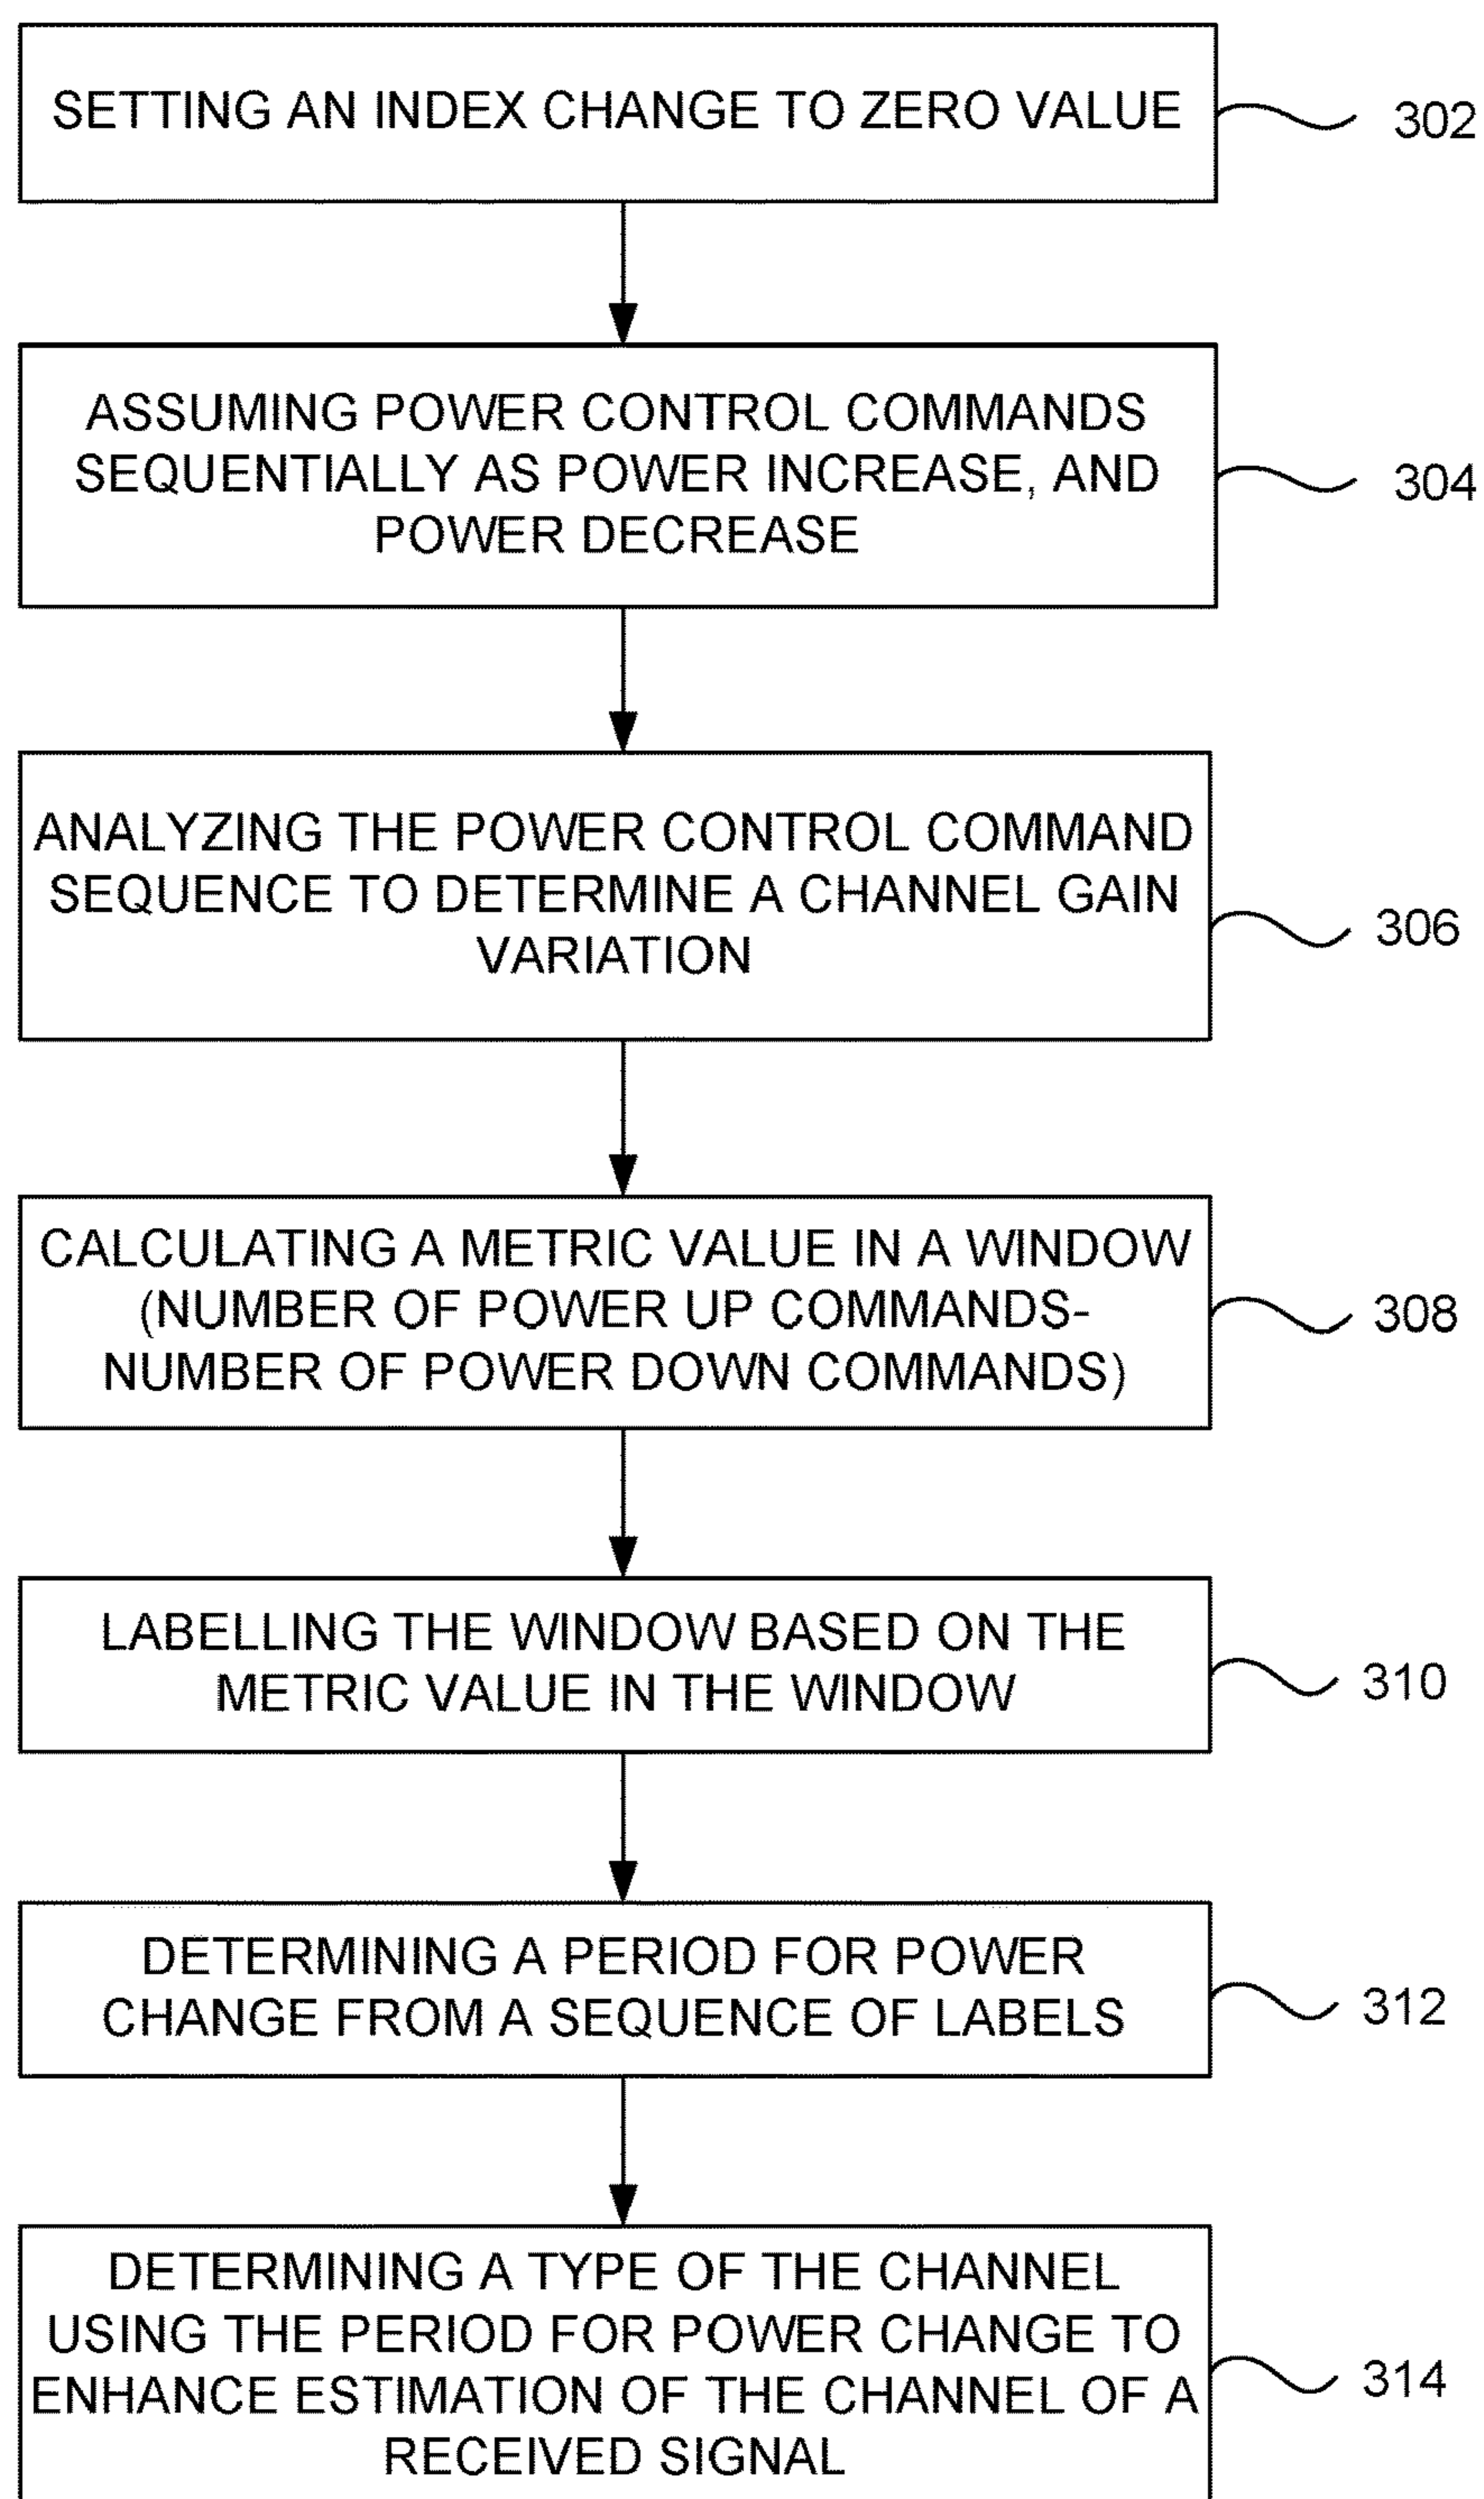 SETTING AN INDEX CHANGE TO ZERO VALUE
302
ASSUMING POWER CONTROL COMMANDS
SEQUENTIALLY AS POWER INCREASE, AND
POWER DECREASE
304
ANALYZING THE POWER CONTROL COMMAND
SEQUENCE TO DETERMINE A CHANNEL GAIN
VARIATION
306
CALCULATING A METRIC VALUE IN A WINDOW
(NUMBER OF POWER UP COMMANDS-
NUMBER OF POWER DOWN COMMANDS)
308
LABELLING THE WINDOW BASED ON THE
METRIC VALUE IN THE WINDOW
310
DETERMINING A PERIOD FOR POWER
CHANGE FROM A SEQUENCE OF LABELS
312
DETERMINING A TYPE OF THE CHANNEL
USING THE PERIOD FOR POWER CHANGE TO
ENHANCE ESTIMATION OF THE CHANNEL OF A
RECEIVED SIGNAL
314